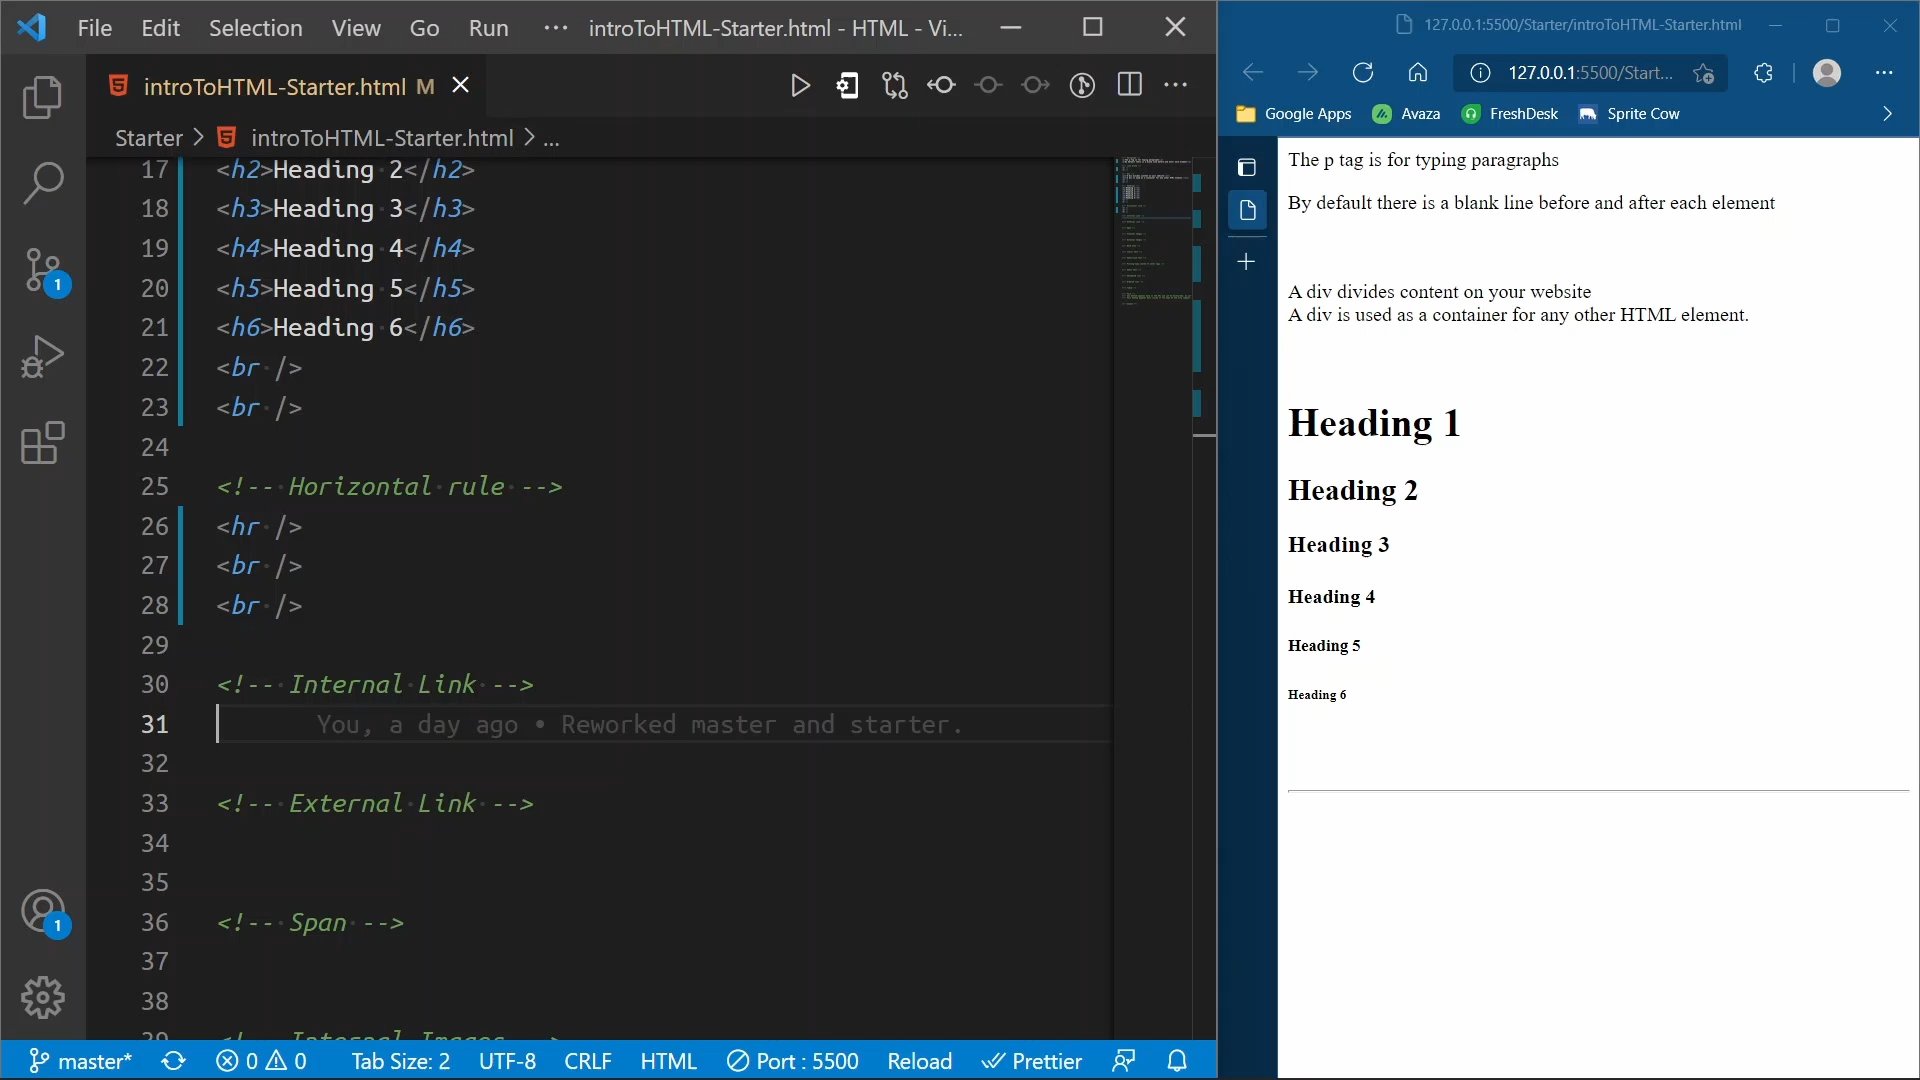 File Edit Selection View Go Run ··· introToHTML-Starter.html - HTML - Vi...
introToHTML-Starter.html M
Starter > introToHTML-Starter.html > ...
17 <h2>Heading 2</h2>
18 <h3>Heading 3</h3>
19 <h4>Heading 4</h4>
20 <h5>Heading 5</h5>
21 <h6>Heading 6</h6>
22 <br />
23 <br />
24
25 <!-- Horizontal rule -->
26 <hr />
27 <br />
28 <br />
29
30 <!-- Internal Link -->
31 You, a day ago • Reworked master and starter.
32
33 <!-- External Link -->
34
35
36 <!-- Span -->
37
38
39 <!-- Internal Images -->
1
1
master* 0 0 Tab Size: 2 UTF-8 CRLF HTML Port : 5500 Reload Prettier
127.0.0.1:5500/Starter/introToHTML-Starter.html
127.0.0.1:5500/Start...
Google Apps Avaza FreshDesk Sprite Cow
The p tag is for typing paragraphs
By default there is a blank line before and after each element
A div divides content on your website
A div is used as a container for any other HTML element.
Heading 1
Heading 2
Heading 3
Heading 4
Heading 5
Heading 6